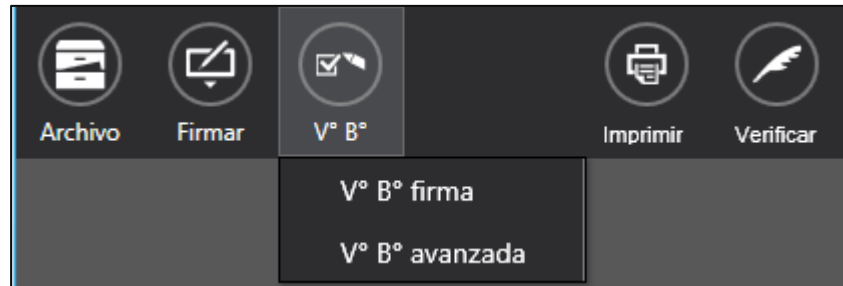 Archivo Firmar V° B° Imprimir Verificar
V° B° firma
V° B° avanzada